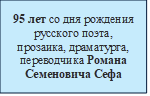 95 лет со дня рождения
русского поэта,
прозаика, драматурга,
переводчика Романа
Семеновича Сефа